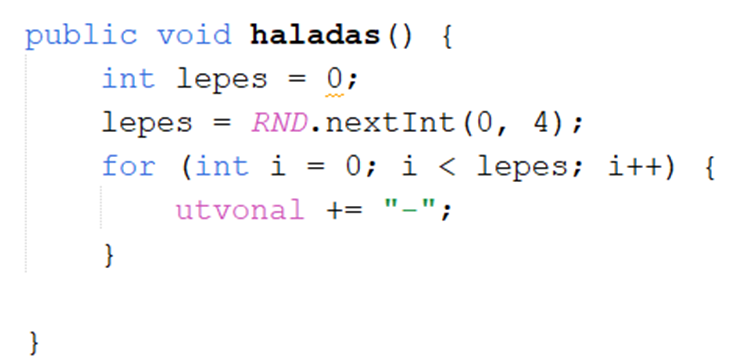 public void haladas() {
    int lepes = 0;
    lepes = RND.nextInt(0, 4);
    for (int i = 0; i < lepes; i++) {
        utvonal += "-";
    }
}